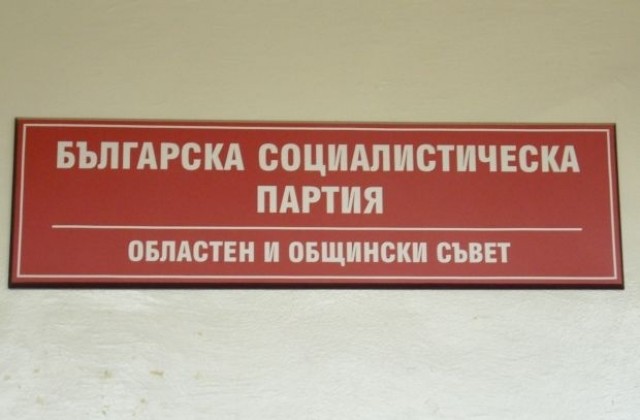 БЪЛГАРСКА СОЦИАЛИСТИЧЕСКА
ПАРТИЯ
ОБЛАСТЕН И ОБЩИНСКИ СЪВЕТ